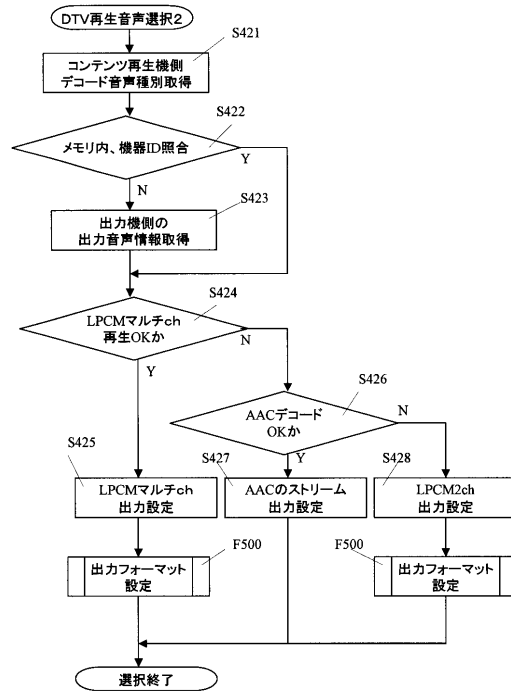 DTV再生音声選択2
S421
コンテンツ再生機側
デコード音声種別取得
S422
メモリ内、機器ID照合
Y
N
S423
出力機側の
出力音声情報取得
S424
LPCMマルチch
再生OKか
N
Y
S426
AACデコード
OKか
N
Y
S425
LPCMマルチch
出力設定
S427
AACのストリーム
出力設定
S428
LPCM2ch
出力設定
F500
出力フォーマット
設定
F500
出力フォーマット
設定
選択終了